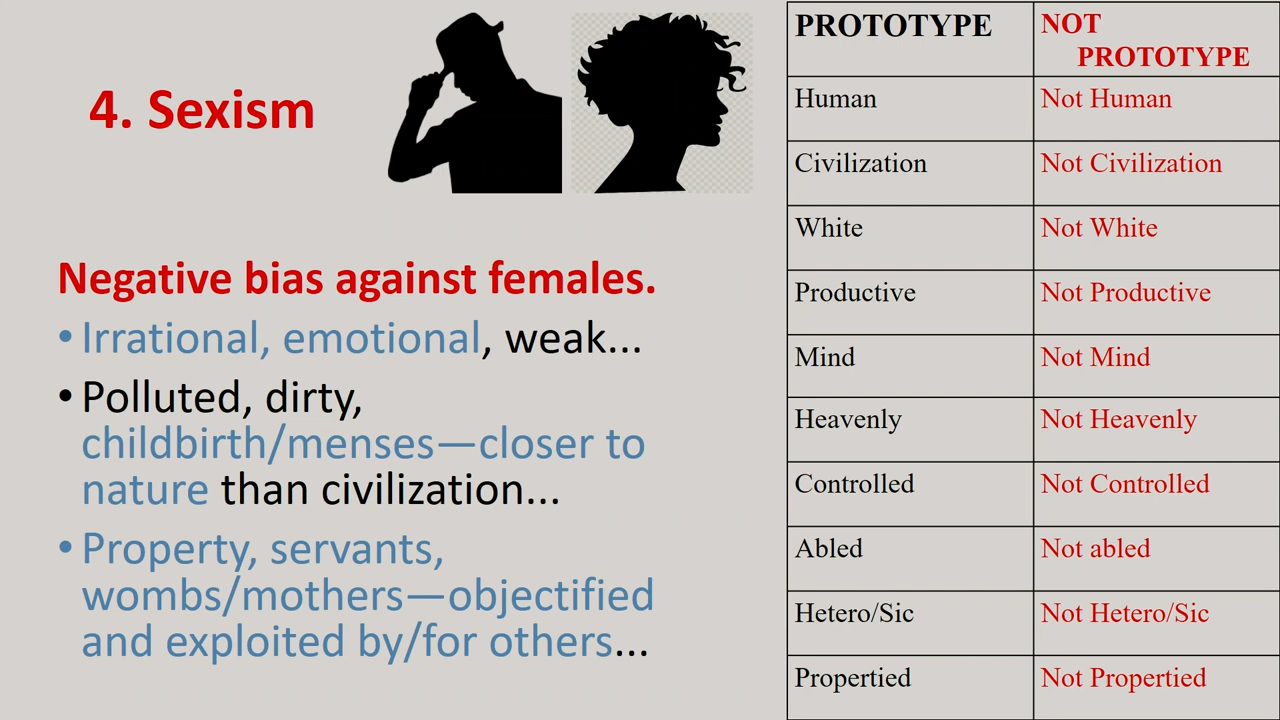 4. Sexism
Negative bias against females.
•Irrational, emotional, weak...
•Polluted, dirty,
childbirth/menses—closer to
nature than civilization...
•Property, servants,
wombs/mothers—objectified
and exploited by/for others...
PROTOTYPE NOT
PROTOTYPE
Human Not Human
Civilization Not Civilization
White Not White
Productive Not Productive
Mind Not Mind
Heavenly Not Heavenly
Controlled Not Controlled
Abled Not abled
Hetero/Sic Not Hetero/Sic
Propertied Not Propertied